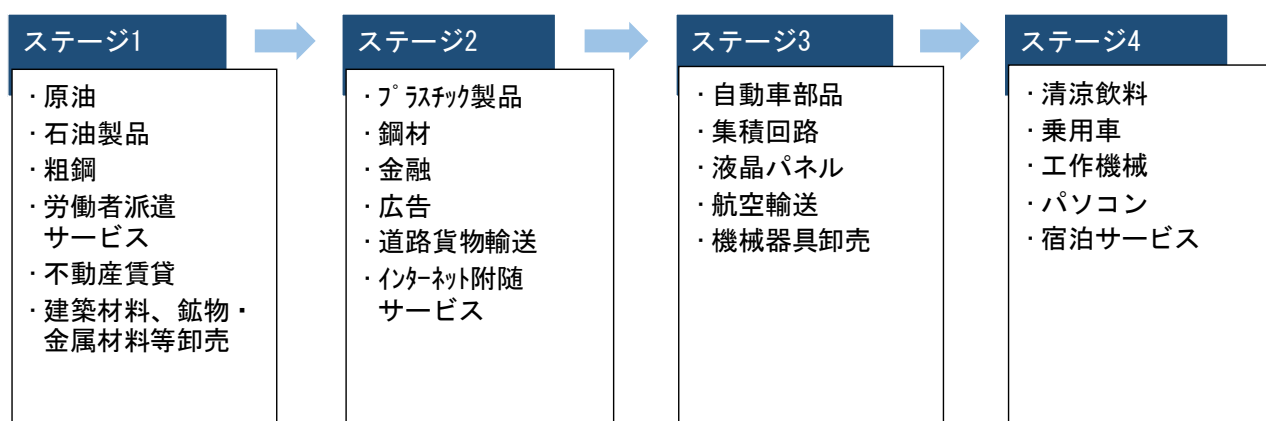 ステージ1
・原油
・石油製品
・粗鋼
・労働者派遣
サービス
・不動産賃貸
・建築材料、鉱物・
金属材料等卸売
ステージ2
・ﾌﾟﾗｽﾁｯｸ製品
・鋼材
・金融
・広告
・道路貨物輸送
・ｲﾝﾀｰﾈｯﾄ附随
サービス
ステージ3
・自動車部品
・集積回路
・液晶パネル
・航空輸送
・機械器具卸売
ステージ4
・清涼飲料
・乗用車
・工作機械
・パソコン
・宿泊サービス